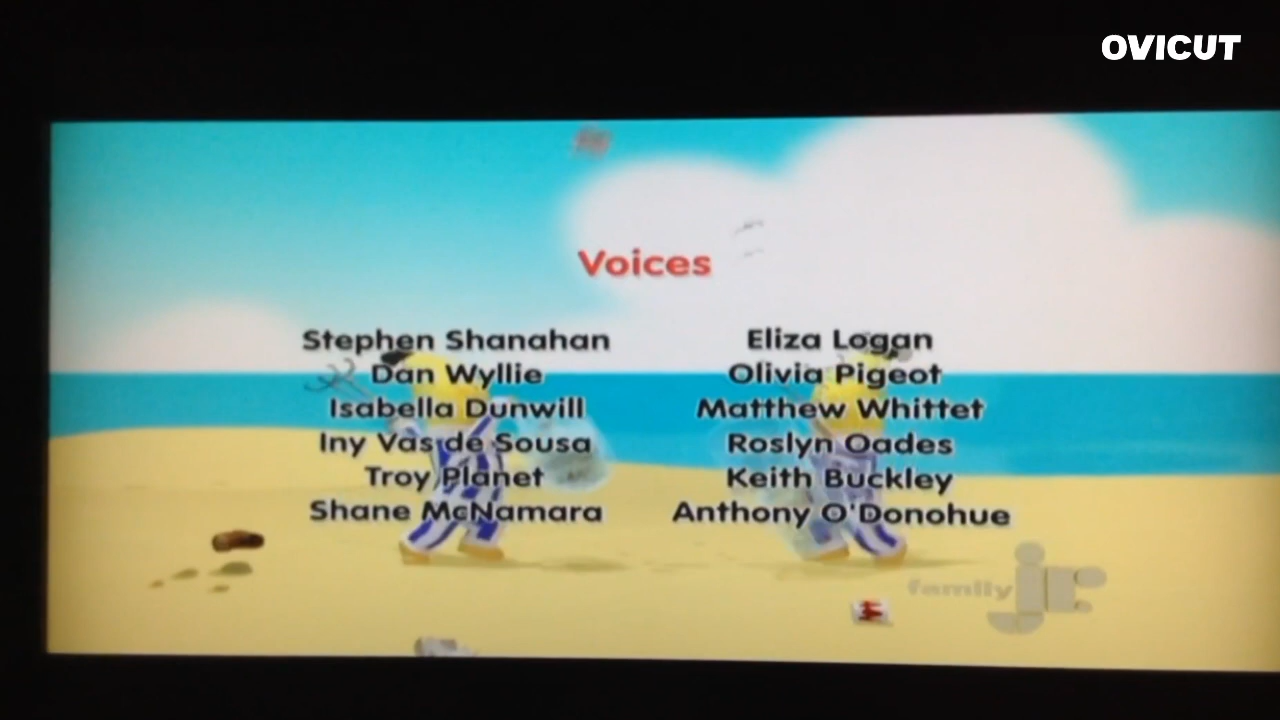 OVICUT
Voices
Stephen Shanahan
Dan Wyllie
Isabella Dunwill
Iny Vas de Sousa
Troy Planet
Shane McNamara
Eliza Logan
Olivia Pigeot
Matthew Whittet
Roslyn Oades
Keith Buckley
Anthony O'Donohue
family jr